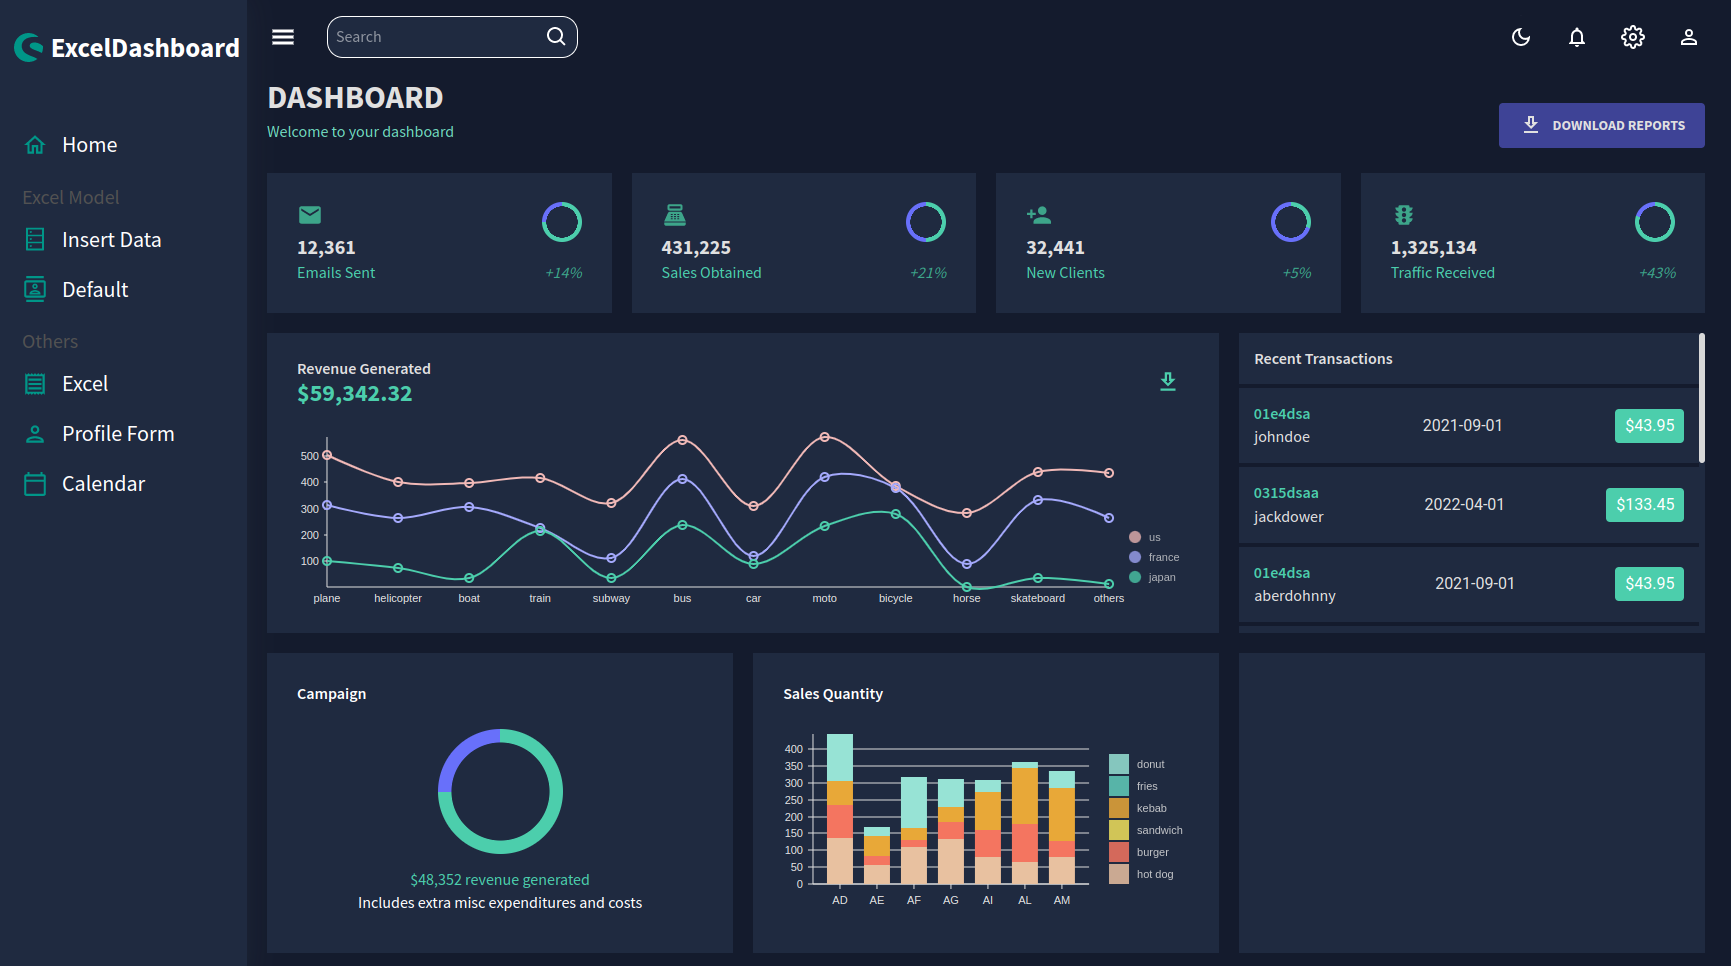 ExcelDashboard
Home
Excel Model
Insert Data
Default
Others
Excel
Profile Form
Calendar
Search
DASHBOARD
Welcome to your dashboard
DOWNLOAD REPORTS
12,361
Emails Sent
+14%
431,225
Sales Obtained
+21%
32,441
New Clients
+5%
1,325,134
Traffic Received
+43%
Revenue Generated
$59,342.32
500
400
300
200
100
plane helicopter boat train subway bus car moto bicycle horse skateboard others
us
france
japan
Recent Transactions
01e4dsa
johndoe
2021-09-01
$43.95
0315dsaa
jackdower
2022-04-01
$133.45
01e4dsa
aberdohnny
2021-09-01
$43.95
Campaign
$48,352 revenue generated
Includes extra misc expenditures and costs
Sales Quantity
400
350
300
250
200
150
100
50
0
AD AE AF AG AI AL AM
donut
fries
kebab
sandwich
burger
hot dog